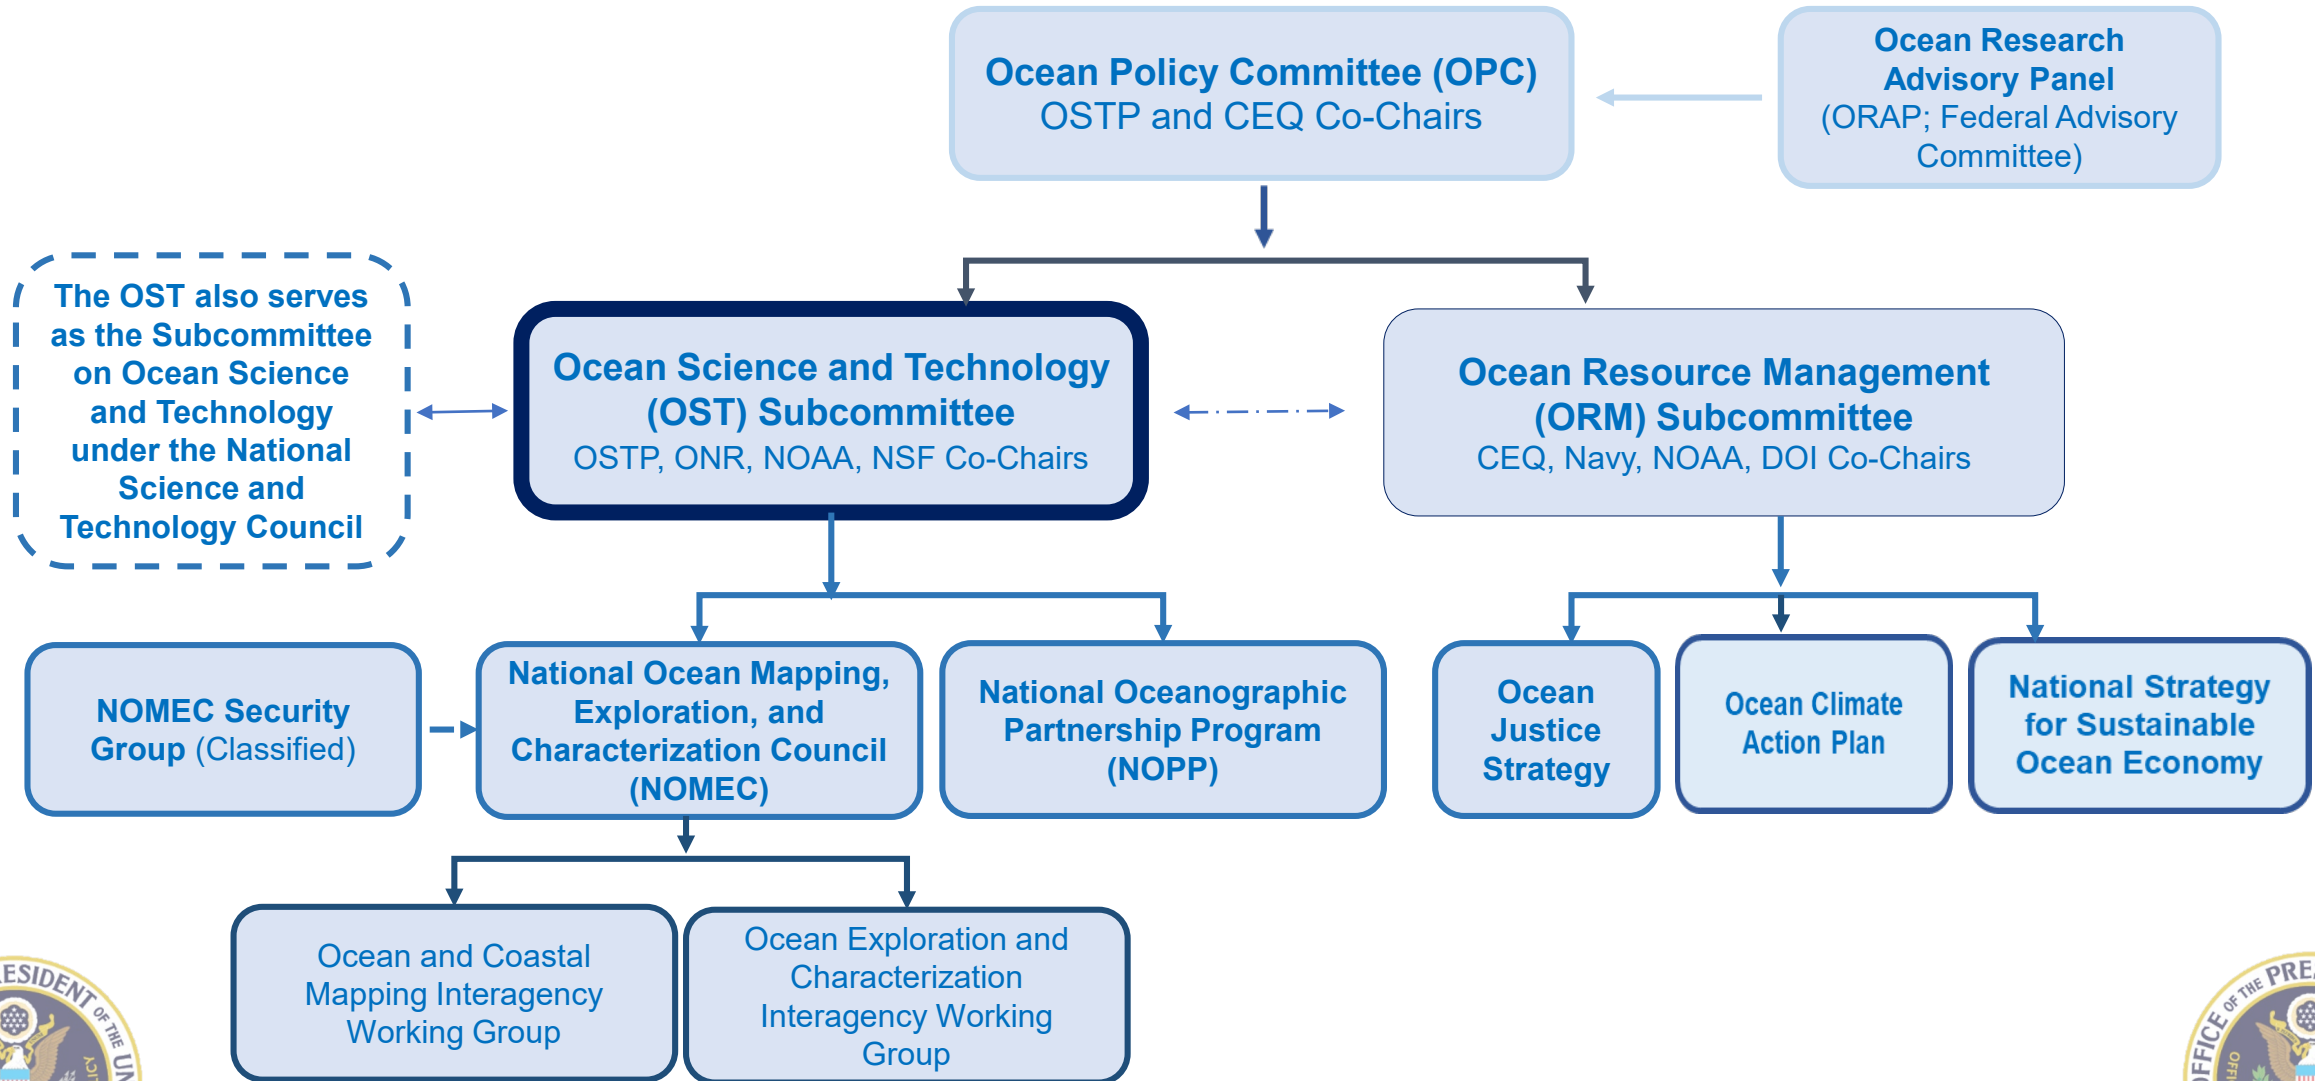 Ocean Policy Committee (OPC)
OSTP and CEQ Co-Chairs
Ocean Research
Advisory Panel
(ORAP; Federal Advisory
Committee)
The OST also serves
as the Subcommittee
on Ocean Science
and Technology
under the National
Science and
Technology Council
Ocean Science and Technology
(OST) Subcommittee
OSTP, ONR, NOAA, NSF Co-Chairs
Ocean Resource Management
(ORM) Subcommittee
CEQ, Navy, NOAA, DOI Co-Chairs
NOMEC Security
Group (Classified)
National Ocean Mapping,
Exploration, and
Characterization Council
(NOMEC)
National Oceanographic
Partnership Program
(NOPP)
Ocean
Justice
Strategy
Ocean Climate
Action Plan
National Strategy
for Sustainable
Ocean Economy
Ocean and Coastal
Mapping Interagency
Working Group
Ocean Exploration and
Characterization
Interagency Working
Group
OF THE
OFFICE OF THE